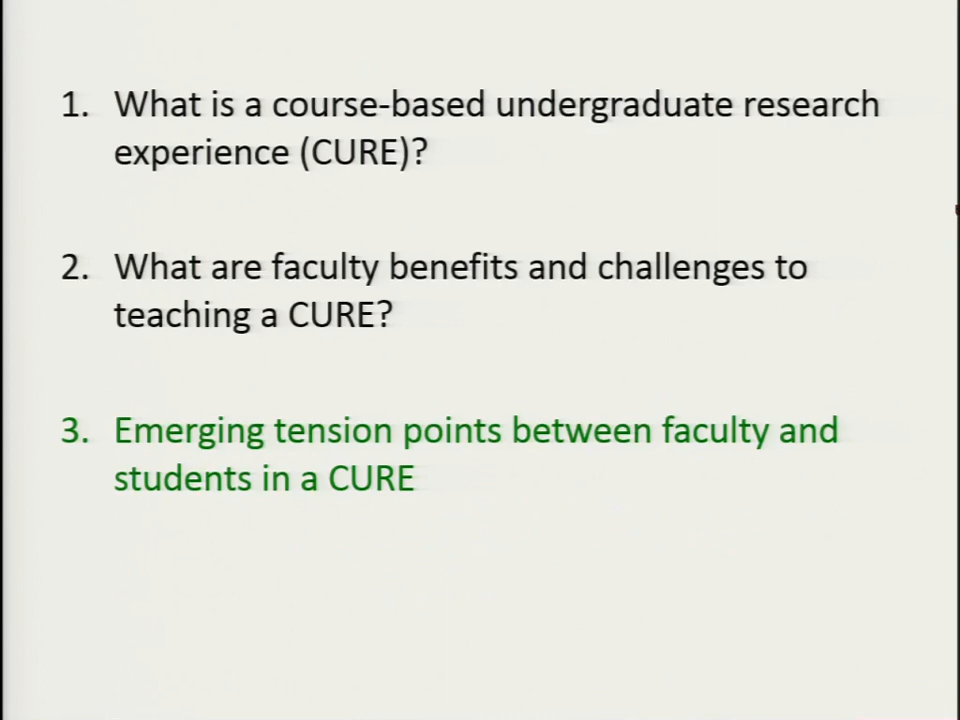 1. What is a course-based undergraduate research
experience (CURE)?
2. What are faculty benefits and challenges to
teaching a CURE?
3. Emerging tension points between faculty and
students in a CURE